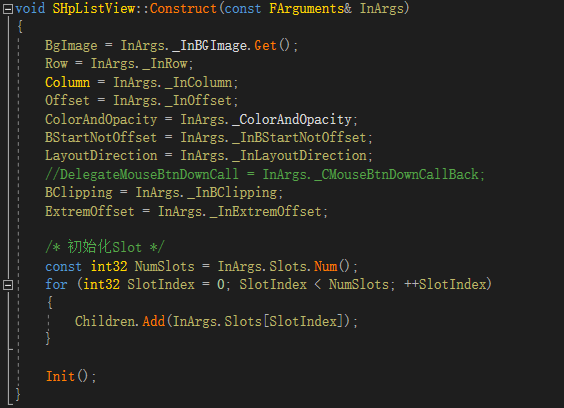 void SHpListView::Construct(const FArguments& InArgs)
{
BgImage = InArgs._InBGImage.Get();
Row = InArgs._InRow;
Column = InArgs._InColumn;
Offset = InArgs._InOffset;
ColorAndOpacity = InArgs._ColorAndOpacity;
BStartNotOffset = InArgs._InBStartNotOffset;
LayoutDirection = InArgs._InLayoutDirection;
//DelegateMouseBtnDownCall = InArgs._CMouseBtnDownCallBack;
BClipping = InArgs._InBClipping;
ExtremOffset = InArgs._InExtremOffset;
/* 初始化Slot */
const int32 NumSlots = InArgs.Slots.Num();
for (int32 SlotIndex = 0; SlotIndex < NumSlots; ++SlotIndex)
{
Children.Add(InArgs.Slots[SlotIndex]);
}
Init();
}